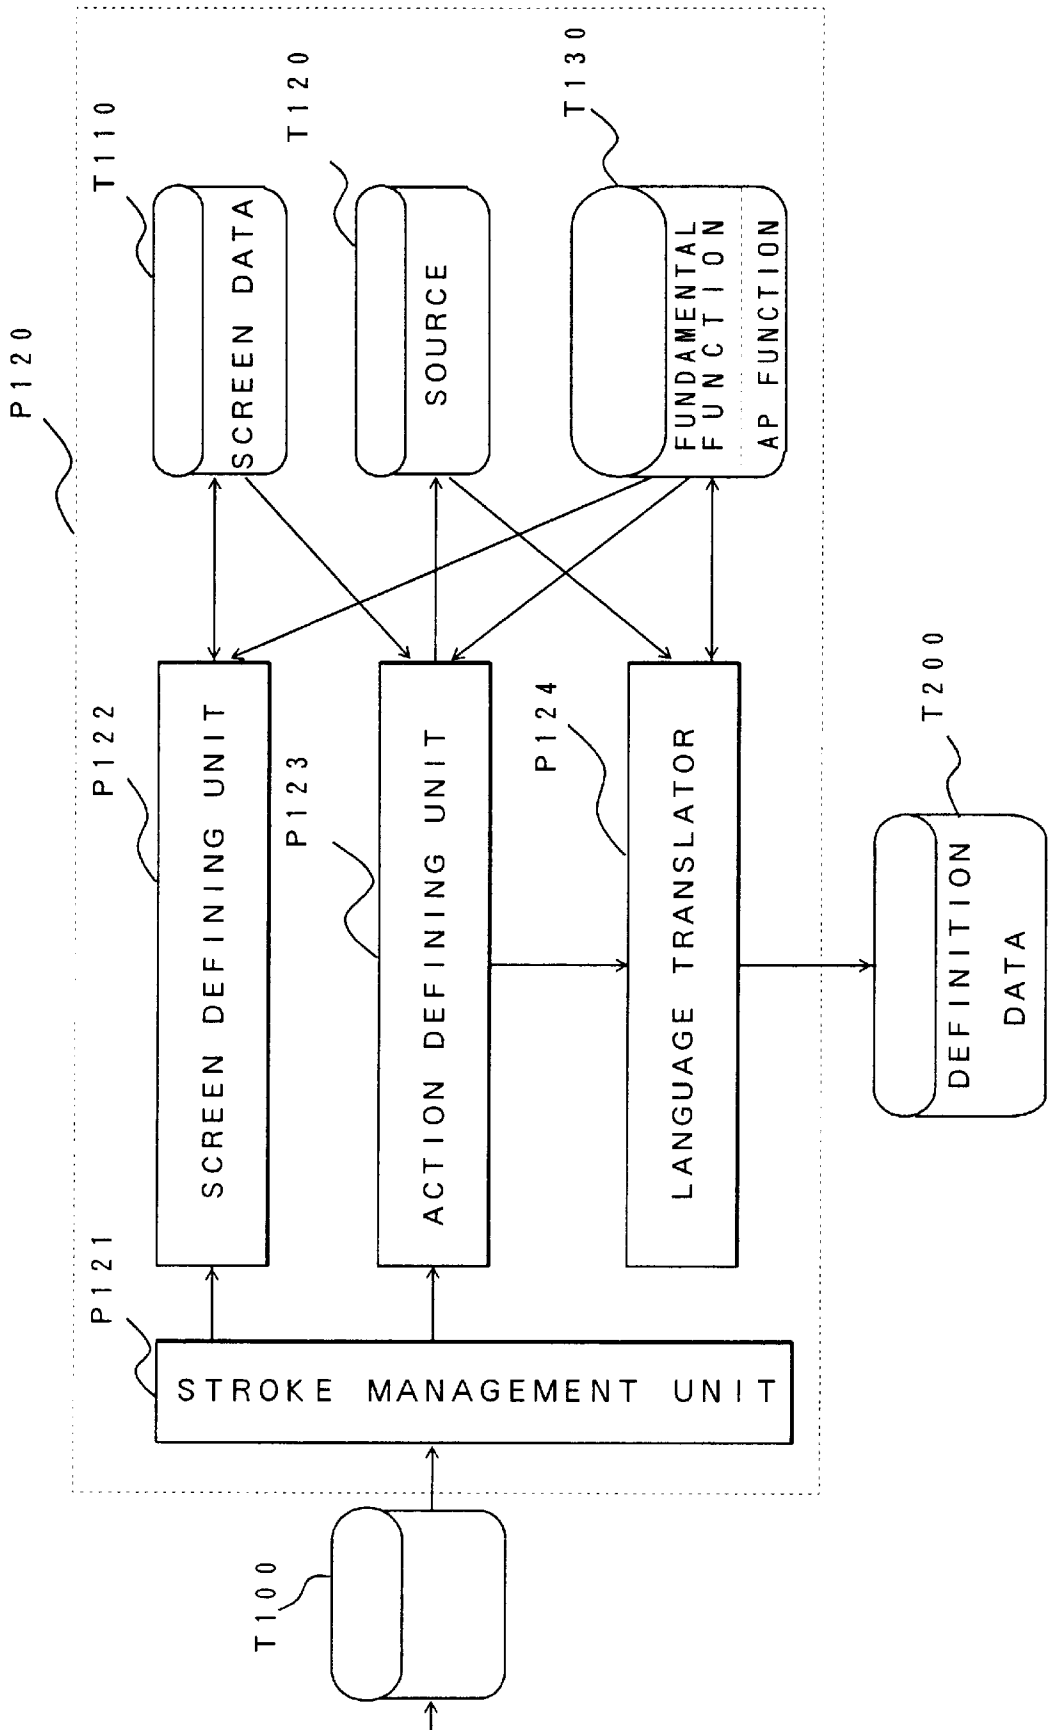 P120
T110
SCREEN DATA
T120
SOURCE
T130
FUNDAMENTAL
FUNCTION
AP FUNCTION
P122
SCREEN DEFINING UNIT
P123
ACTION DEFINING UNIT
P124
LANGUAGE TRANSLATOR
P121
STROKE MANAGEMENT UNIT
T100
T200
DEFINITION
DATA